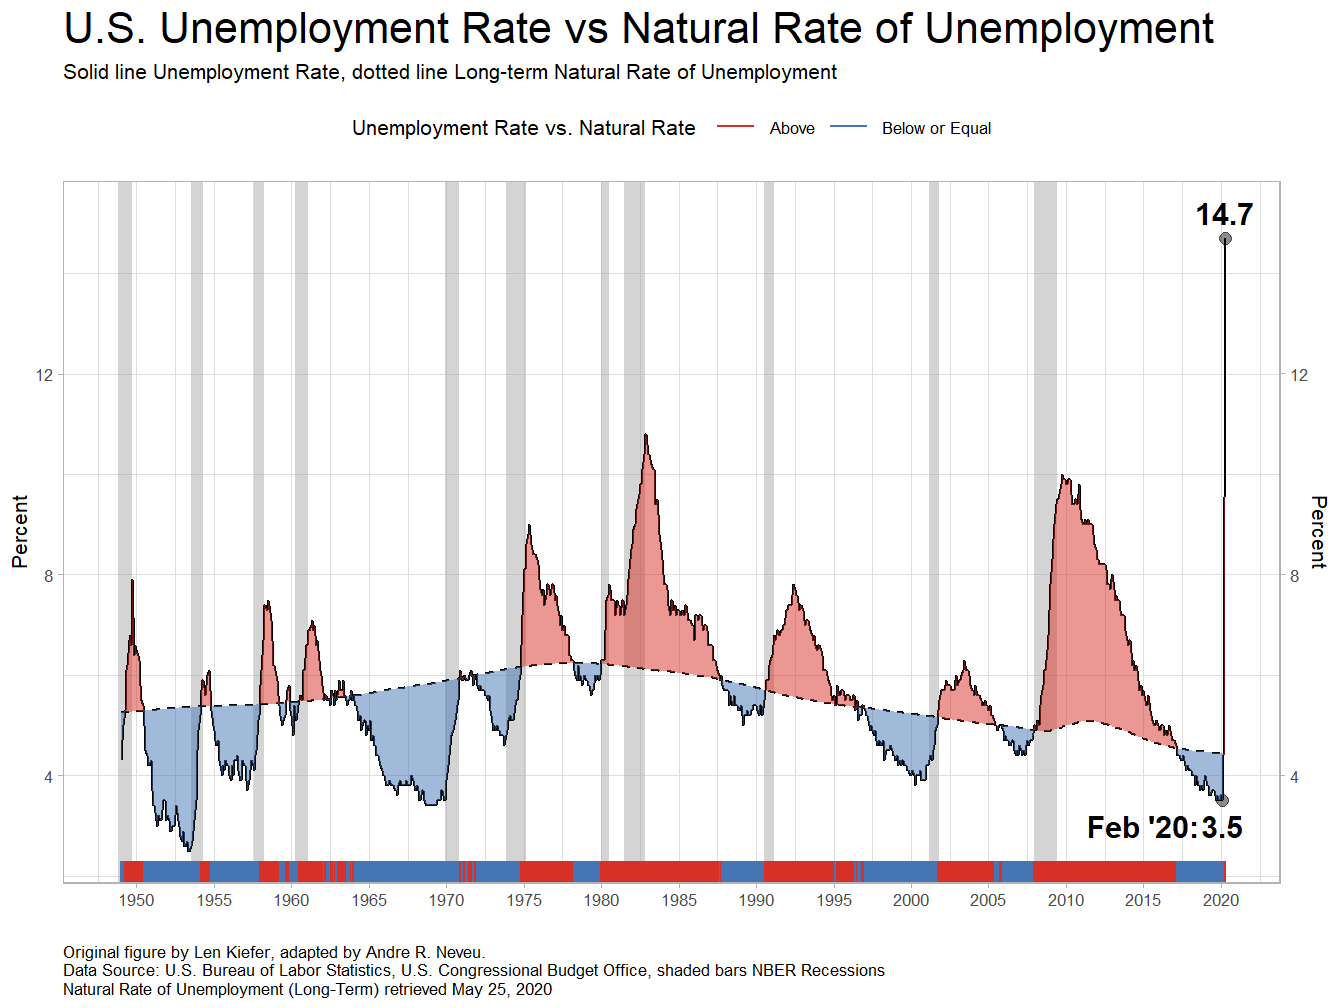 U.S. Unemployment Rate vs Natural Rate of Unemployment
Solid line Unemployment Rate, dotted line Long-term Natural Rate of Unemployment
Unemployment Rate vs. Natural Rate Above Below or Equal
14.7
12 12
Percent Percent
8 8
4 4
Feb '20:3.5
1950 1955 1960 1965 1970 1975 1980 1985 1990 1995 2000 2005 2010 2015 2020
Original figure by Len Kiefer, adapted by Andre R. Neveu.
Data Source: U.S. Bureau of Labor Statistics, U.S. Congressional Budget Office, shaded bars NBER Recessions
Natural Rate of Unemployment (Long-Term) retrieved May 25, 2020